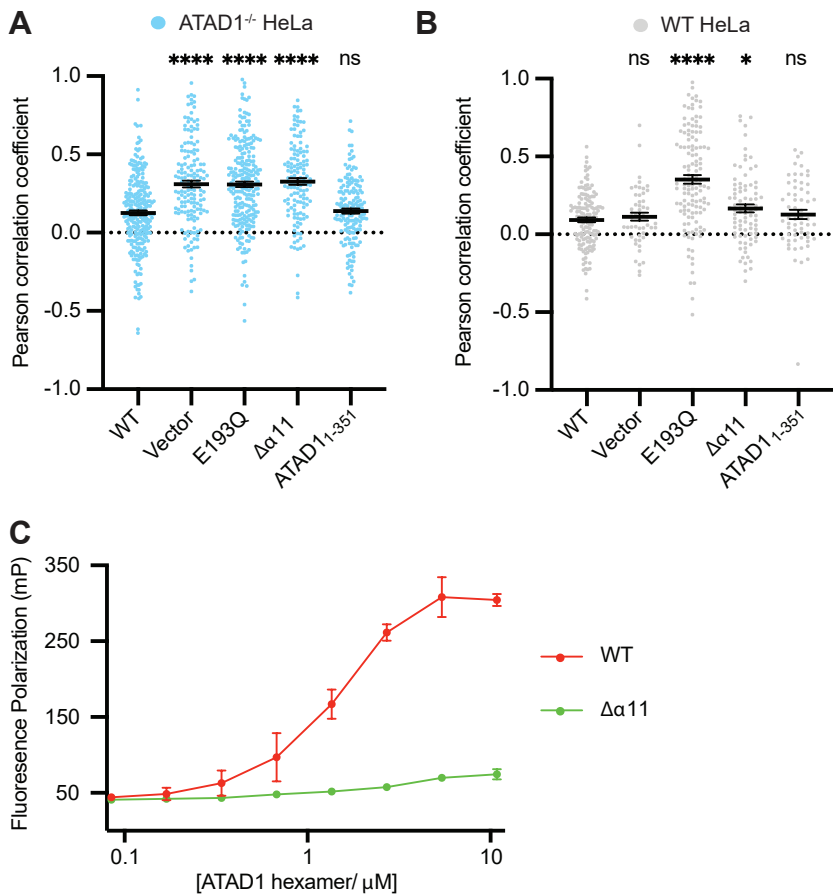 A
ATAD1-/- HeLa
**** **** **** ns
Pearson correlation coefficient
1.0
0.5
0.0
-0.5
-1.0
WT
Vector
E193Q
Δα11
ATAD11-351
B
WT HeLa
ns **** * ns
Pearson correlation coefficient
1.0
0.5
0.0
-0.5
-1.0
WT
Vector
E193Q
Δα11
ATAD11-351
C
Fluoresence Polarization (mP)
350
250
150
50
0.1 1 10
[ATAD1 hexamer/ μM]
WT
Δα11